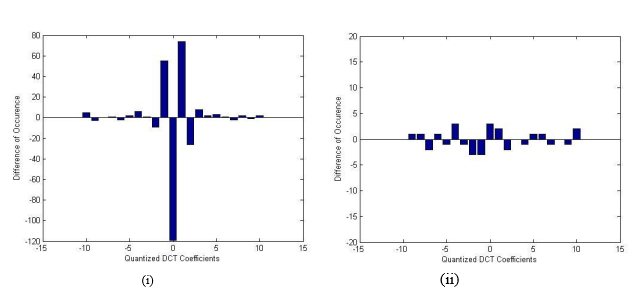 80
60
40
20
0
-20
-40
-60
-80
-100
-120
-15 -10 -5 0 5 10 15
Difference of Occurence
Quantized DCT Coefficients
(i)
20
15
10
5
0
-5
-10
-15
-20
-15 -10 -5 0 5 10 15
Difference of Occurence
Quantized DCT Coefficients
(ii)